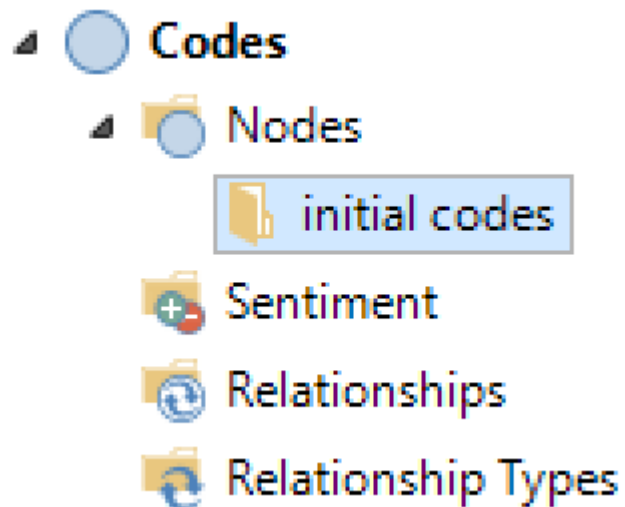 Codes
Nodes
initial codes
Sentiment
Relationships
Relationship Types